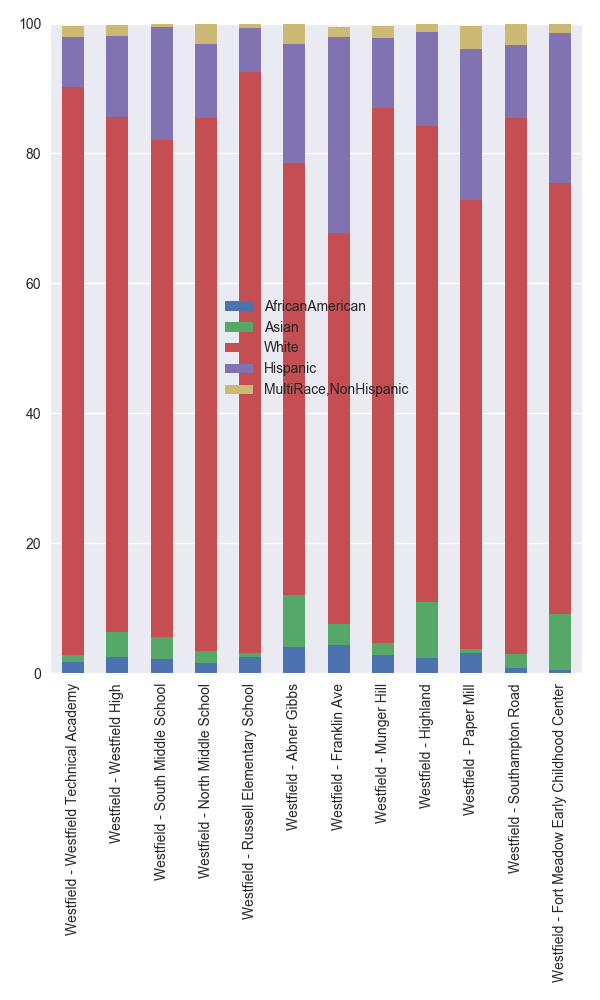 100
80
60
40
20
0
AfricanAmerican
Asian
White
Hispanic
MultiRace,NonHispanic
Westfield - Westfield Technical Academy
Westfield - Westfield High
Westfield - South Middle School
Westfield - North Middle School
Westfield - Russell Elementary School
Westfield - Abner Gibbs
Westfield - Franklin Ave
Westfield - Munger Hill
Westfield - Highland
Westfield - Paper Mill
Westfield - Southampton Road
Westfield - Fort Meadow Early Childhood Center